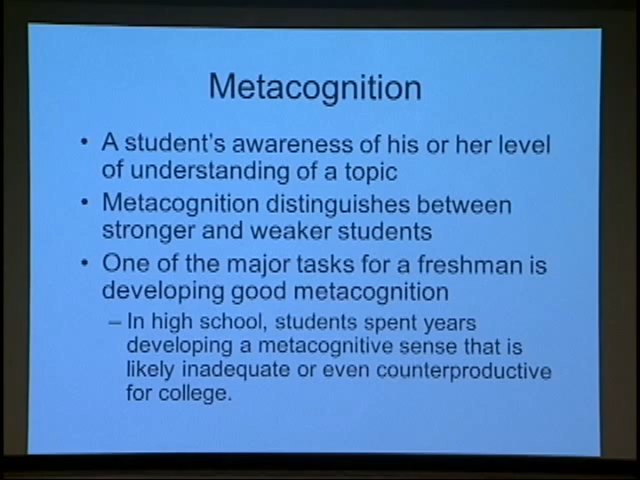 Metacognition
• A student's awareness of his or her level
of understanding of a topic
• Metacognition distinguishes between
stronger and weaker students
• One of the major tasks for a freshman is
developing good metacognition
– In high school, students spent years
developing a metacognitive sense that is
likely inadequate or even counterproductive
for college.